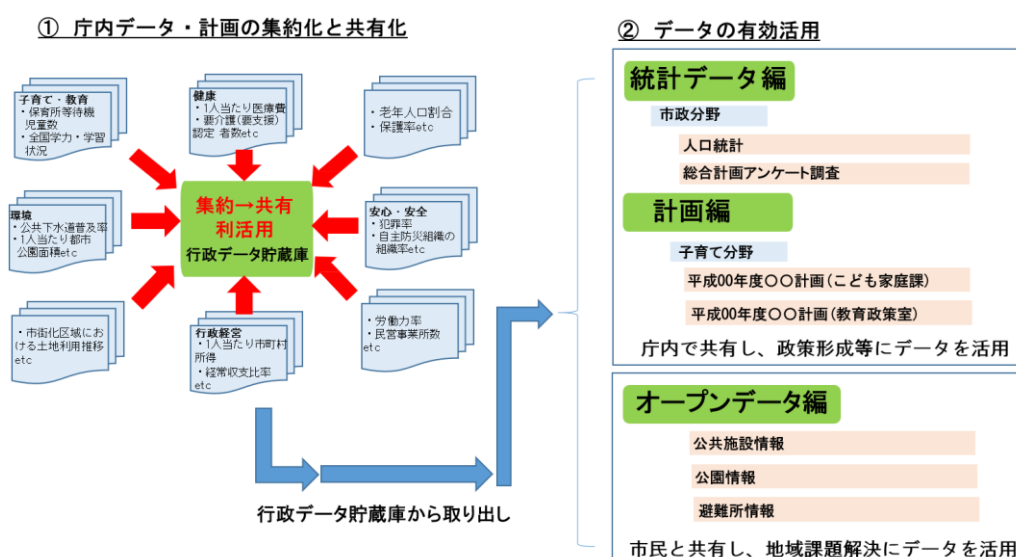 ① 庁内データ・計画の集約化と共有化
子育て・教育
・保育所等待機
児童数
・全国学力・学習
状況
健康
・1人当たり医療費
・要介護(要支援)
認定 者数etc
・老年人口割合
・保護率etc
環境
・公共下水道普及率
・1人当たり都市
公園面積etc
集約→共有
利活用
行政データ貯蔵庫
安心・安全
・犯罪率
・自主防災組織の
組織率etc
・市街化区域にお
ける土地利用推移
etc
行政経営
・1人当たり市町村
所得
・経常収支比率
etc
・労働力率
・民営事業所数
etc
行政データ貯蔵庫から取り出し
② データの有効活用
統計データ編
市政分野
人口統計
総合計画アンケート調査
計画編
子育て分野
平成00年度〇〇計画(こども家庭課)
平成00年度〇〇計画(教育政策室)
庁内で共有し、政策形成等にデータを活用
オープンデータ編
公共施設情報
公園情報
避難所情報
市民と共有し、地域課題解決にデータを活用